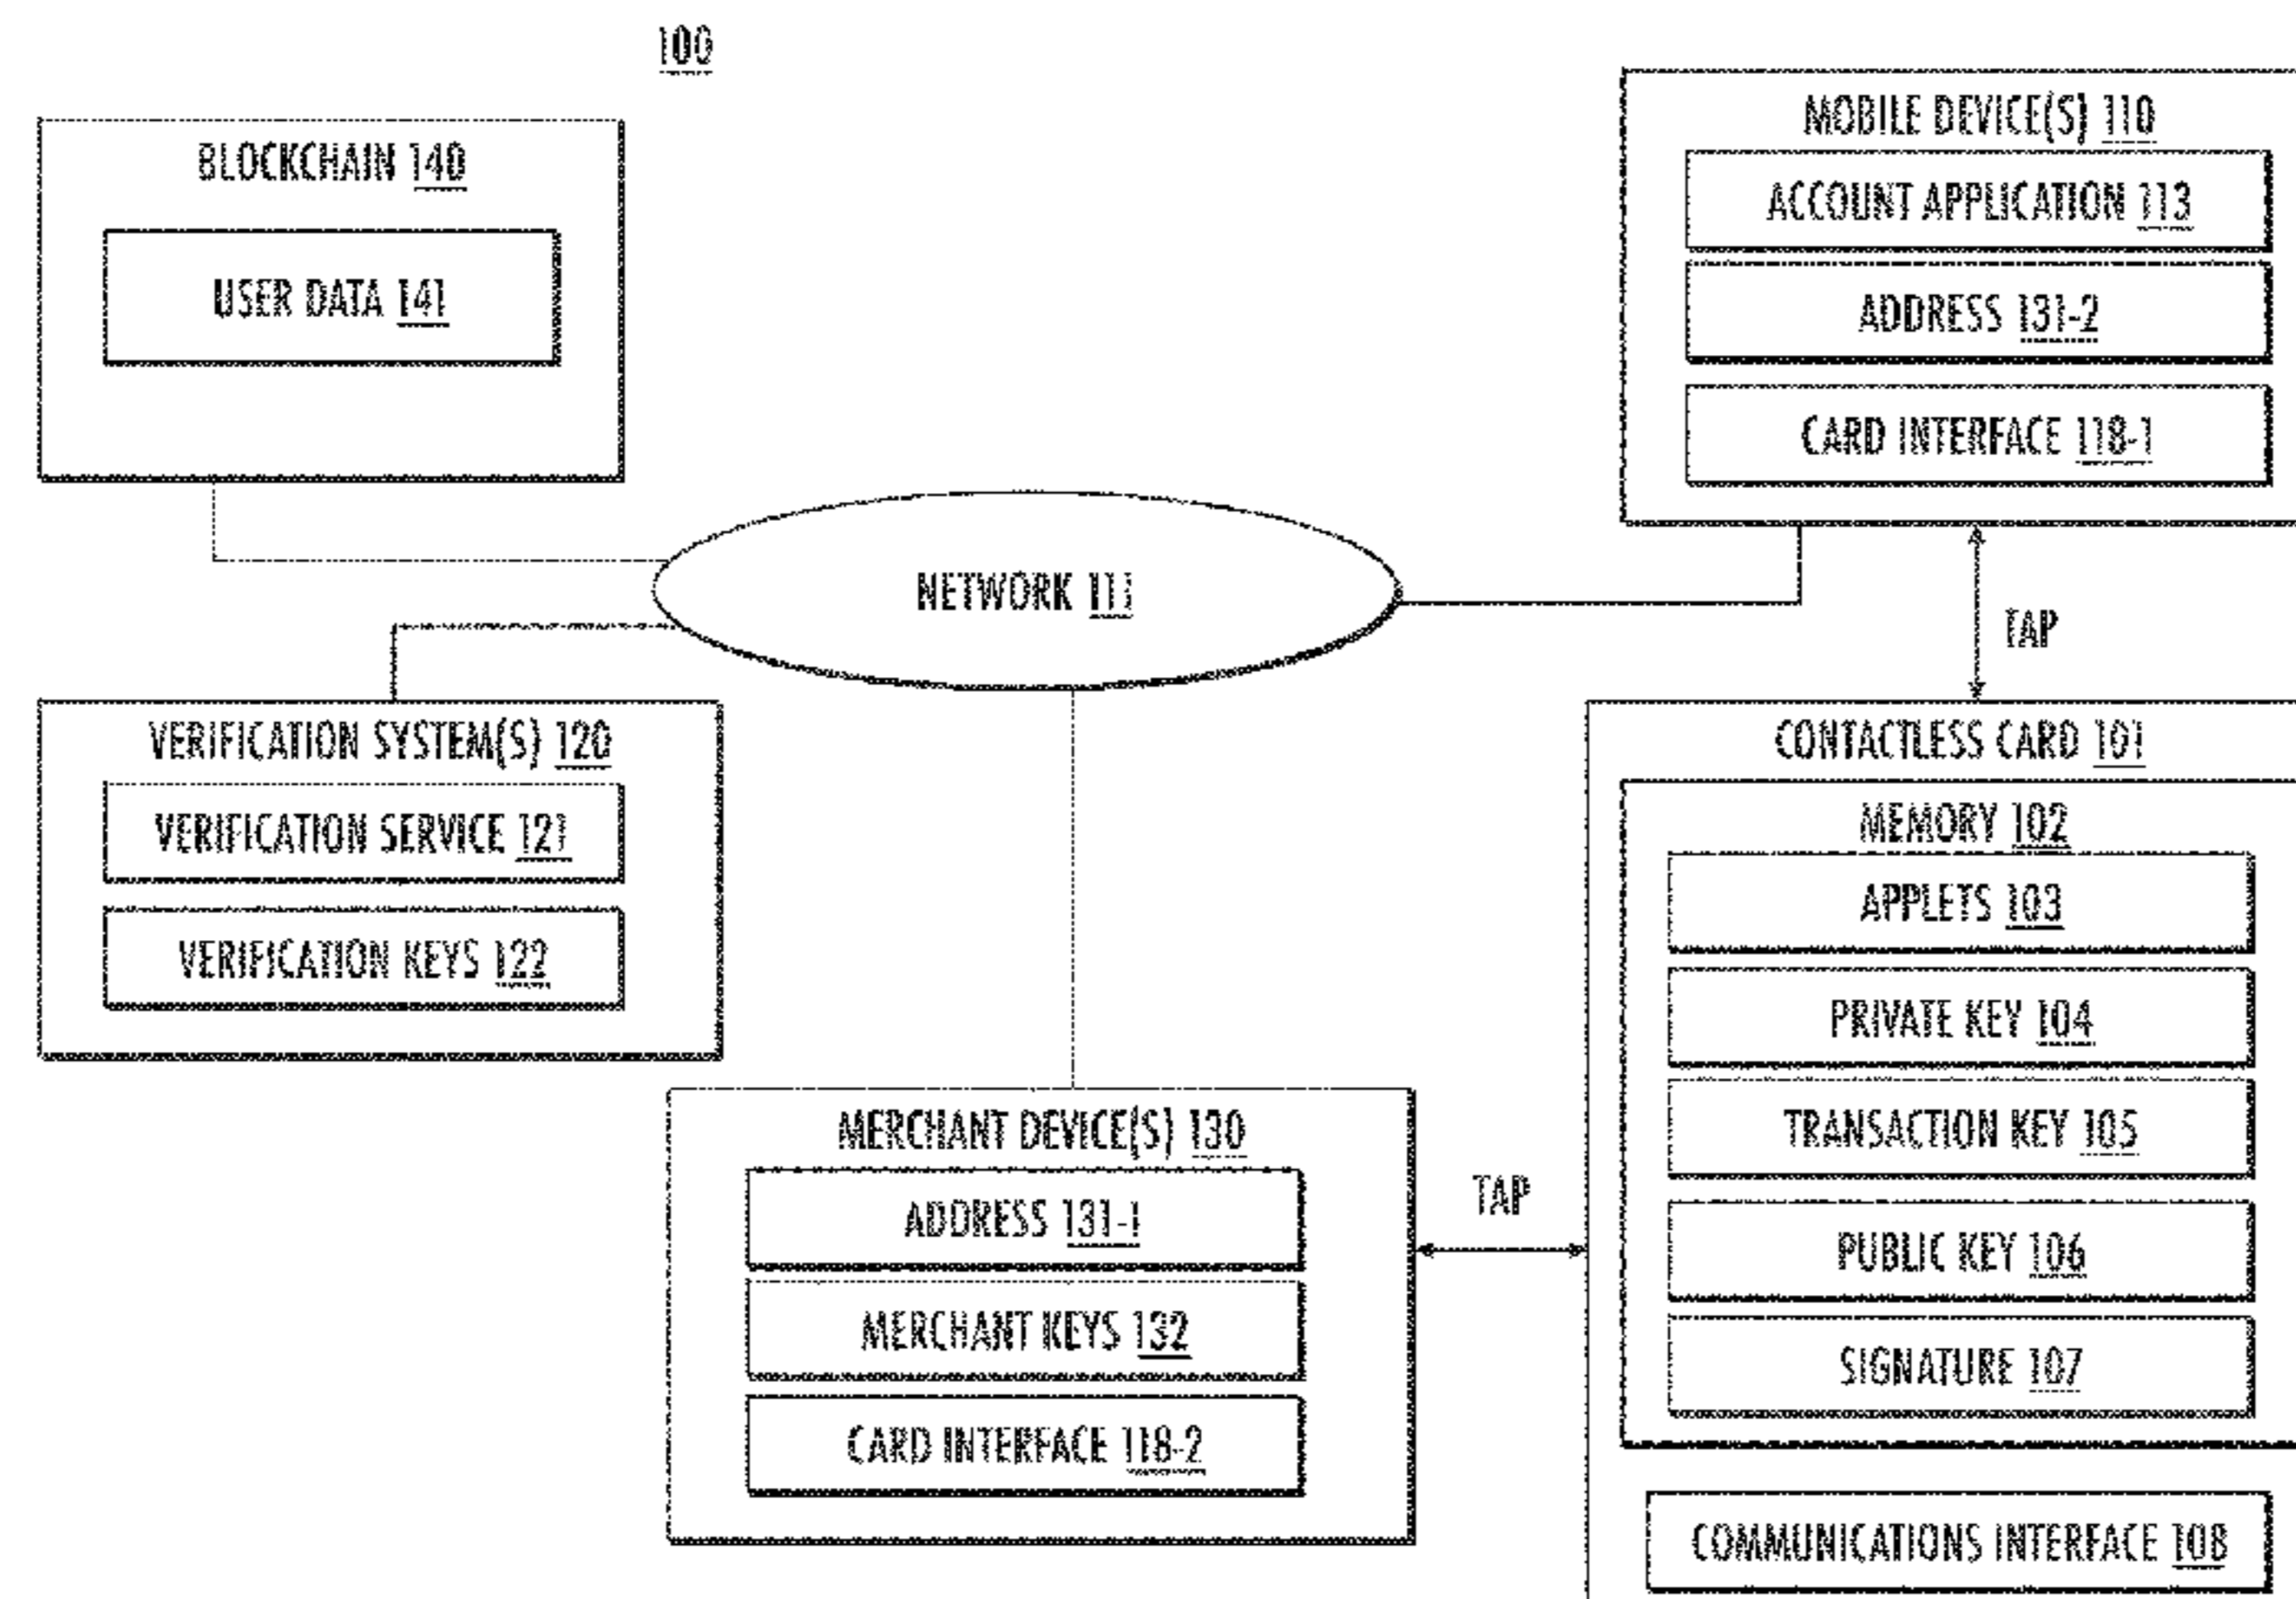 100
BLOCKCHAIN 140
USER DATA 141
MOBILE DEVICE(S) 110
ACCOUNT APPLICATION 113
ADDRESS 131-2
CARD INTERFACE 118-1
NETWORK 111
TAP
VERIFICATION SYSTEM(S) 120
VERIFICATION SERVICE 121
VERIFICATION KEYS 122
CONTACTLESS CARD 101
MEMORY 102
APPLETS 103
PRIVATE KEY 104
TRANSACTION KEY 105
PUBLIC KEY 106
SIGNATURE 107
COMMUNICATIONS INTERFACE 108
MERCHANT DEVICE(S) 130
ADDRESS 131-1
MERCHANT KEYS 132
CARD INTERFACE 118-2
TAP